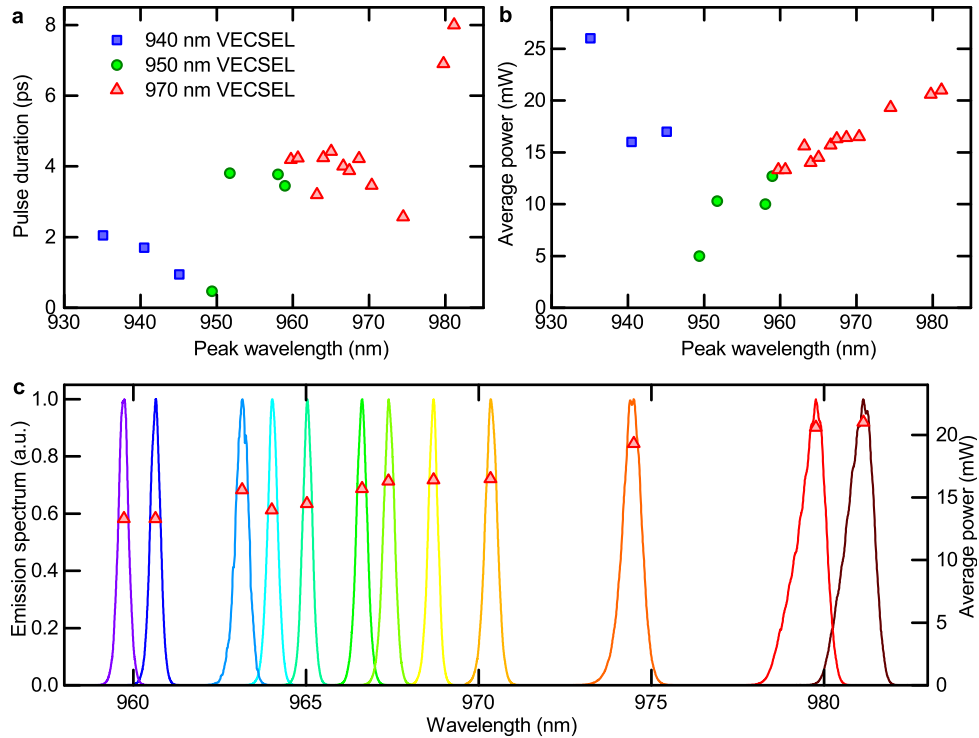 a
8
6
4
2
0
Pulse duration (ps)
940 nm VECSEL
950 nm VECSEL
970 nm VECSEL
930 940 950 960 970 980
Peak wavelength (nm)
b
25
20
15
10
5
0
Average power (mW)
930 940 950 960 970 980
Peak wavelength (nm)
c
1.0
0.8
0.6
0.4
0.2
0.0
Emission spectrum (a.u.)
20
15
10
5
0
Average power (mW)
960 965 970 975 980
Wavelength (nm)